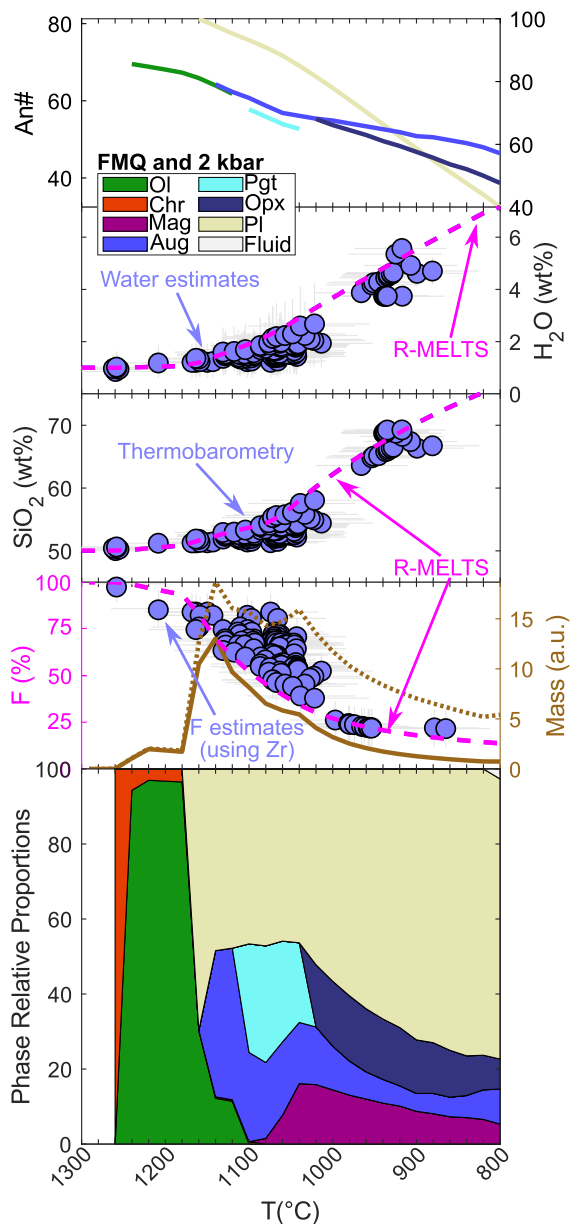 80
60
40
An#
100
80
60
40
FMQ and 2 kbar
Ol
Pgt
Chr
Opx
Mag
Pl
Aug
Fluid
6
4
2
0
H2O (wt%)
Water estimates
R-MELTS
70
60
50
SiO2 (wt%)
Thermobarometry
R-MELTS
100
75
50
25
F (%)
15
10
5
0
Mass (a.u.)
F estimates
(using Zr)
100
80
60
40
20
0
Phase Relative Proportions
1300
1200
1100
1000
900
800
T(°C)